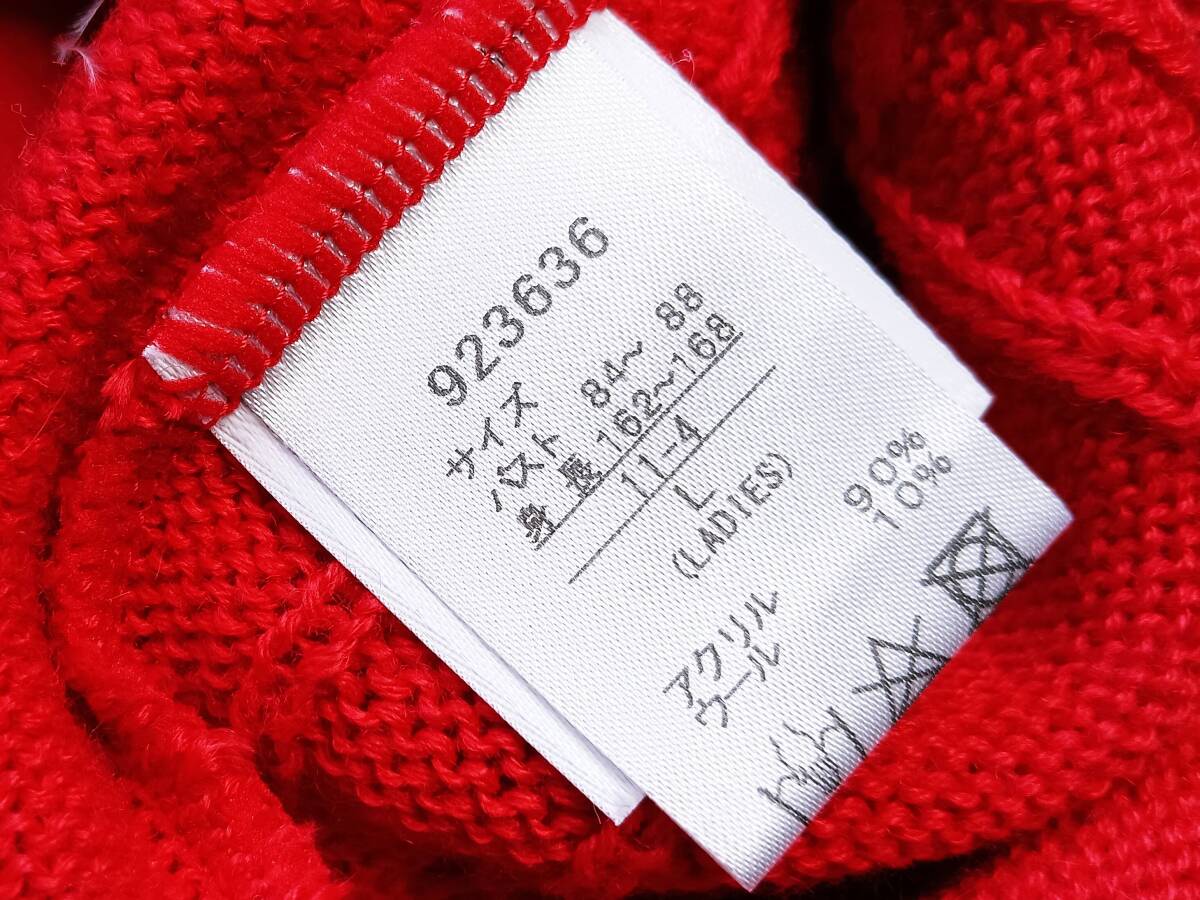 923636
サイズ
バスト 84~ 88
身 長 162~168
11-4
L
(LADIES)
アクリル 90%
ウール 10%